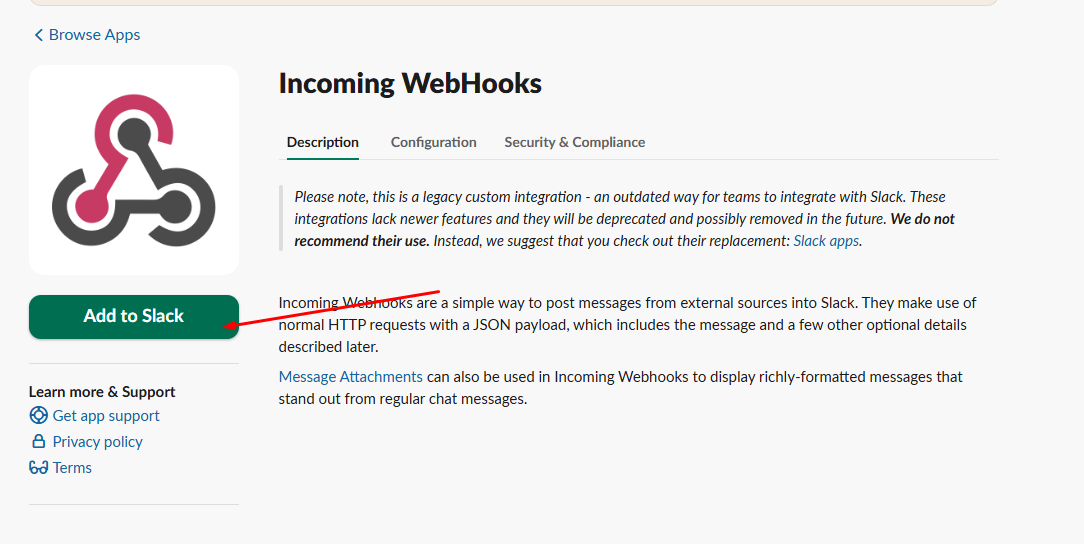 Browse Apps
Incoming WebHooks
Description Configuration Security & Compliance
Please note, this is a legacy custom integration - an outdated way for teams to integrate with Slack. These
integrations lack newer features and they will be deprecated and possibly removed in the future. We do not
recommend their use. Instead, we suggest that you check out their replacement: Slack apps.
Add to Slack
Incoming Webhooks are a simple way to post messages from external sources into Slack. They make use of
normal HTTP requests with a JSON payload, which includes the message and a few other optional details
described later.
Message Attachments can also be used in Incoming Webhooks to display richly-formatted messages that
stand out from regular chat messages.
Learn more & Support
Get app support
Privacy policy
Terms